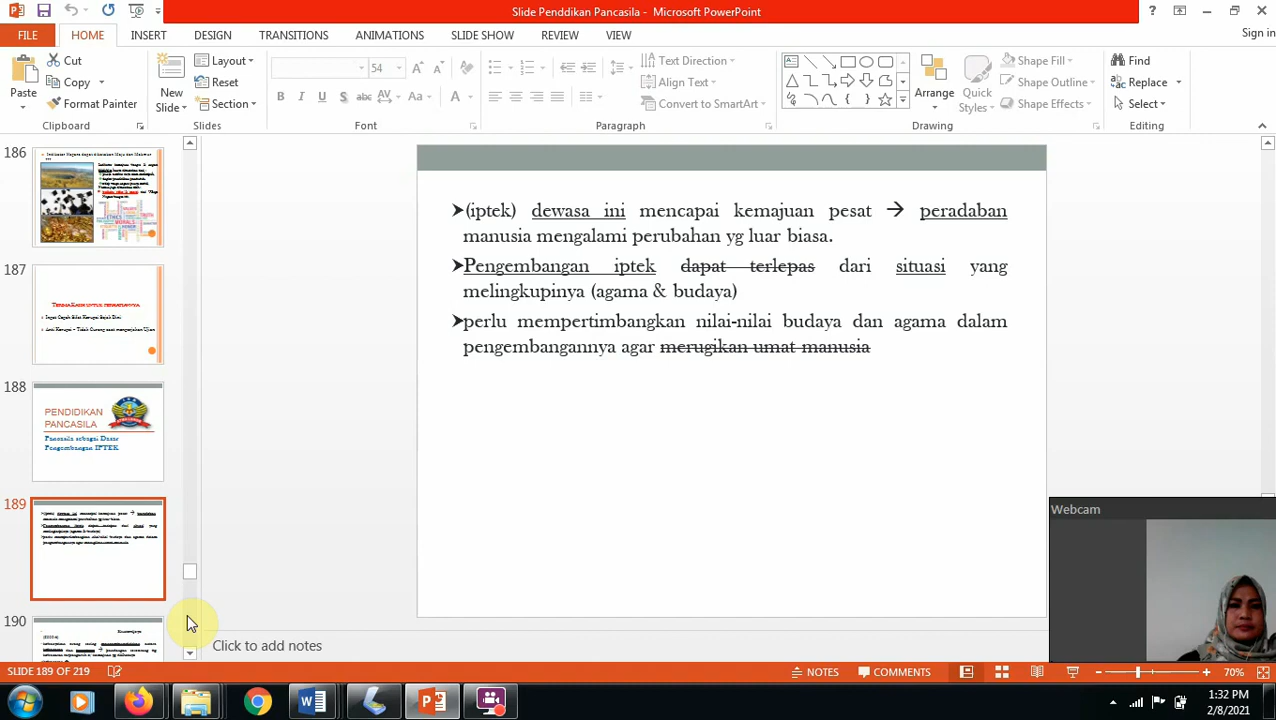 Slide Penddikan Pancasila - Microsoft PowerPoint
FILE HOME INSERT DESIGN TRANSITIONS ANIMATIONS SLIDE SHOW REVIEW VIEW Sign in
Paste
Cut
Copy
Format Painter
Clipboard
New Slide
Layout
Reset
Section
Slides
54
B I U S abc AV Aa A
Font
Text Direction
Align Text
Convert to SmartArt
Paragraph
Arrange
Quick Styles
Shape Fill
Shape Outline
Shape Effects
Drawing
Find
Replace
Select
Editing
186
187
188
PENDIDIKAN
PANCASILA
Pancasila sebagai Dasar
Pengembangan IPTEK
189
190
➤(iptek) dewasa ini mencapai kemajuan pesat → peradaban
manusia mengalami perubahan yg luar biasa.
➤Pengembangan iptek dapat terlepas dari situasi yang
melingkupinya (agama & budaya)
➤perlu mempertimbangkan nilai-nilai budaya dan agama dalam
pengembangannya agar merugikan umat manusia
Webcam
Click to add notes
SLIDE 189 OF 219
NOTES COMMENTS 70%
1:32 PM
2/8/2021